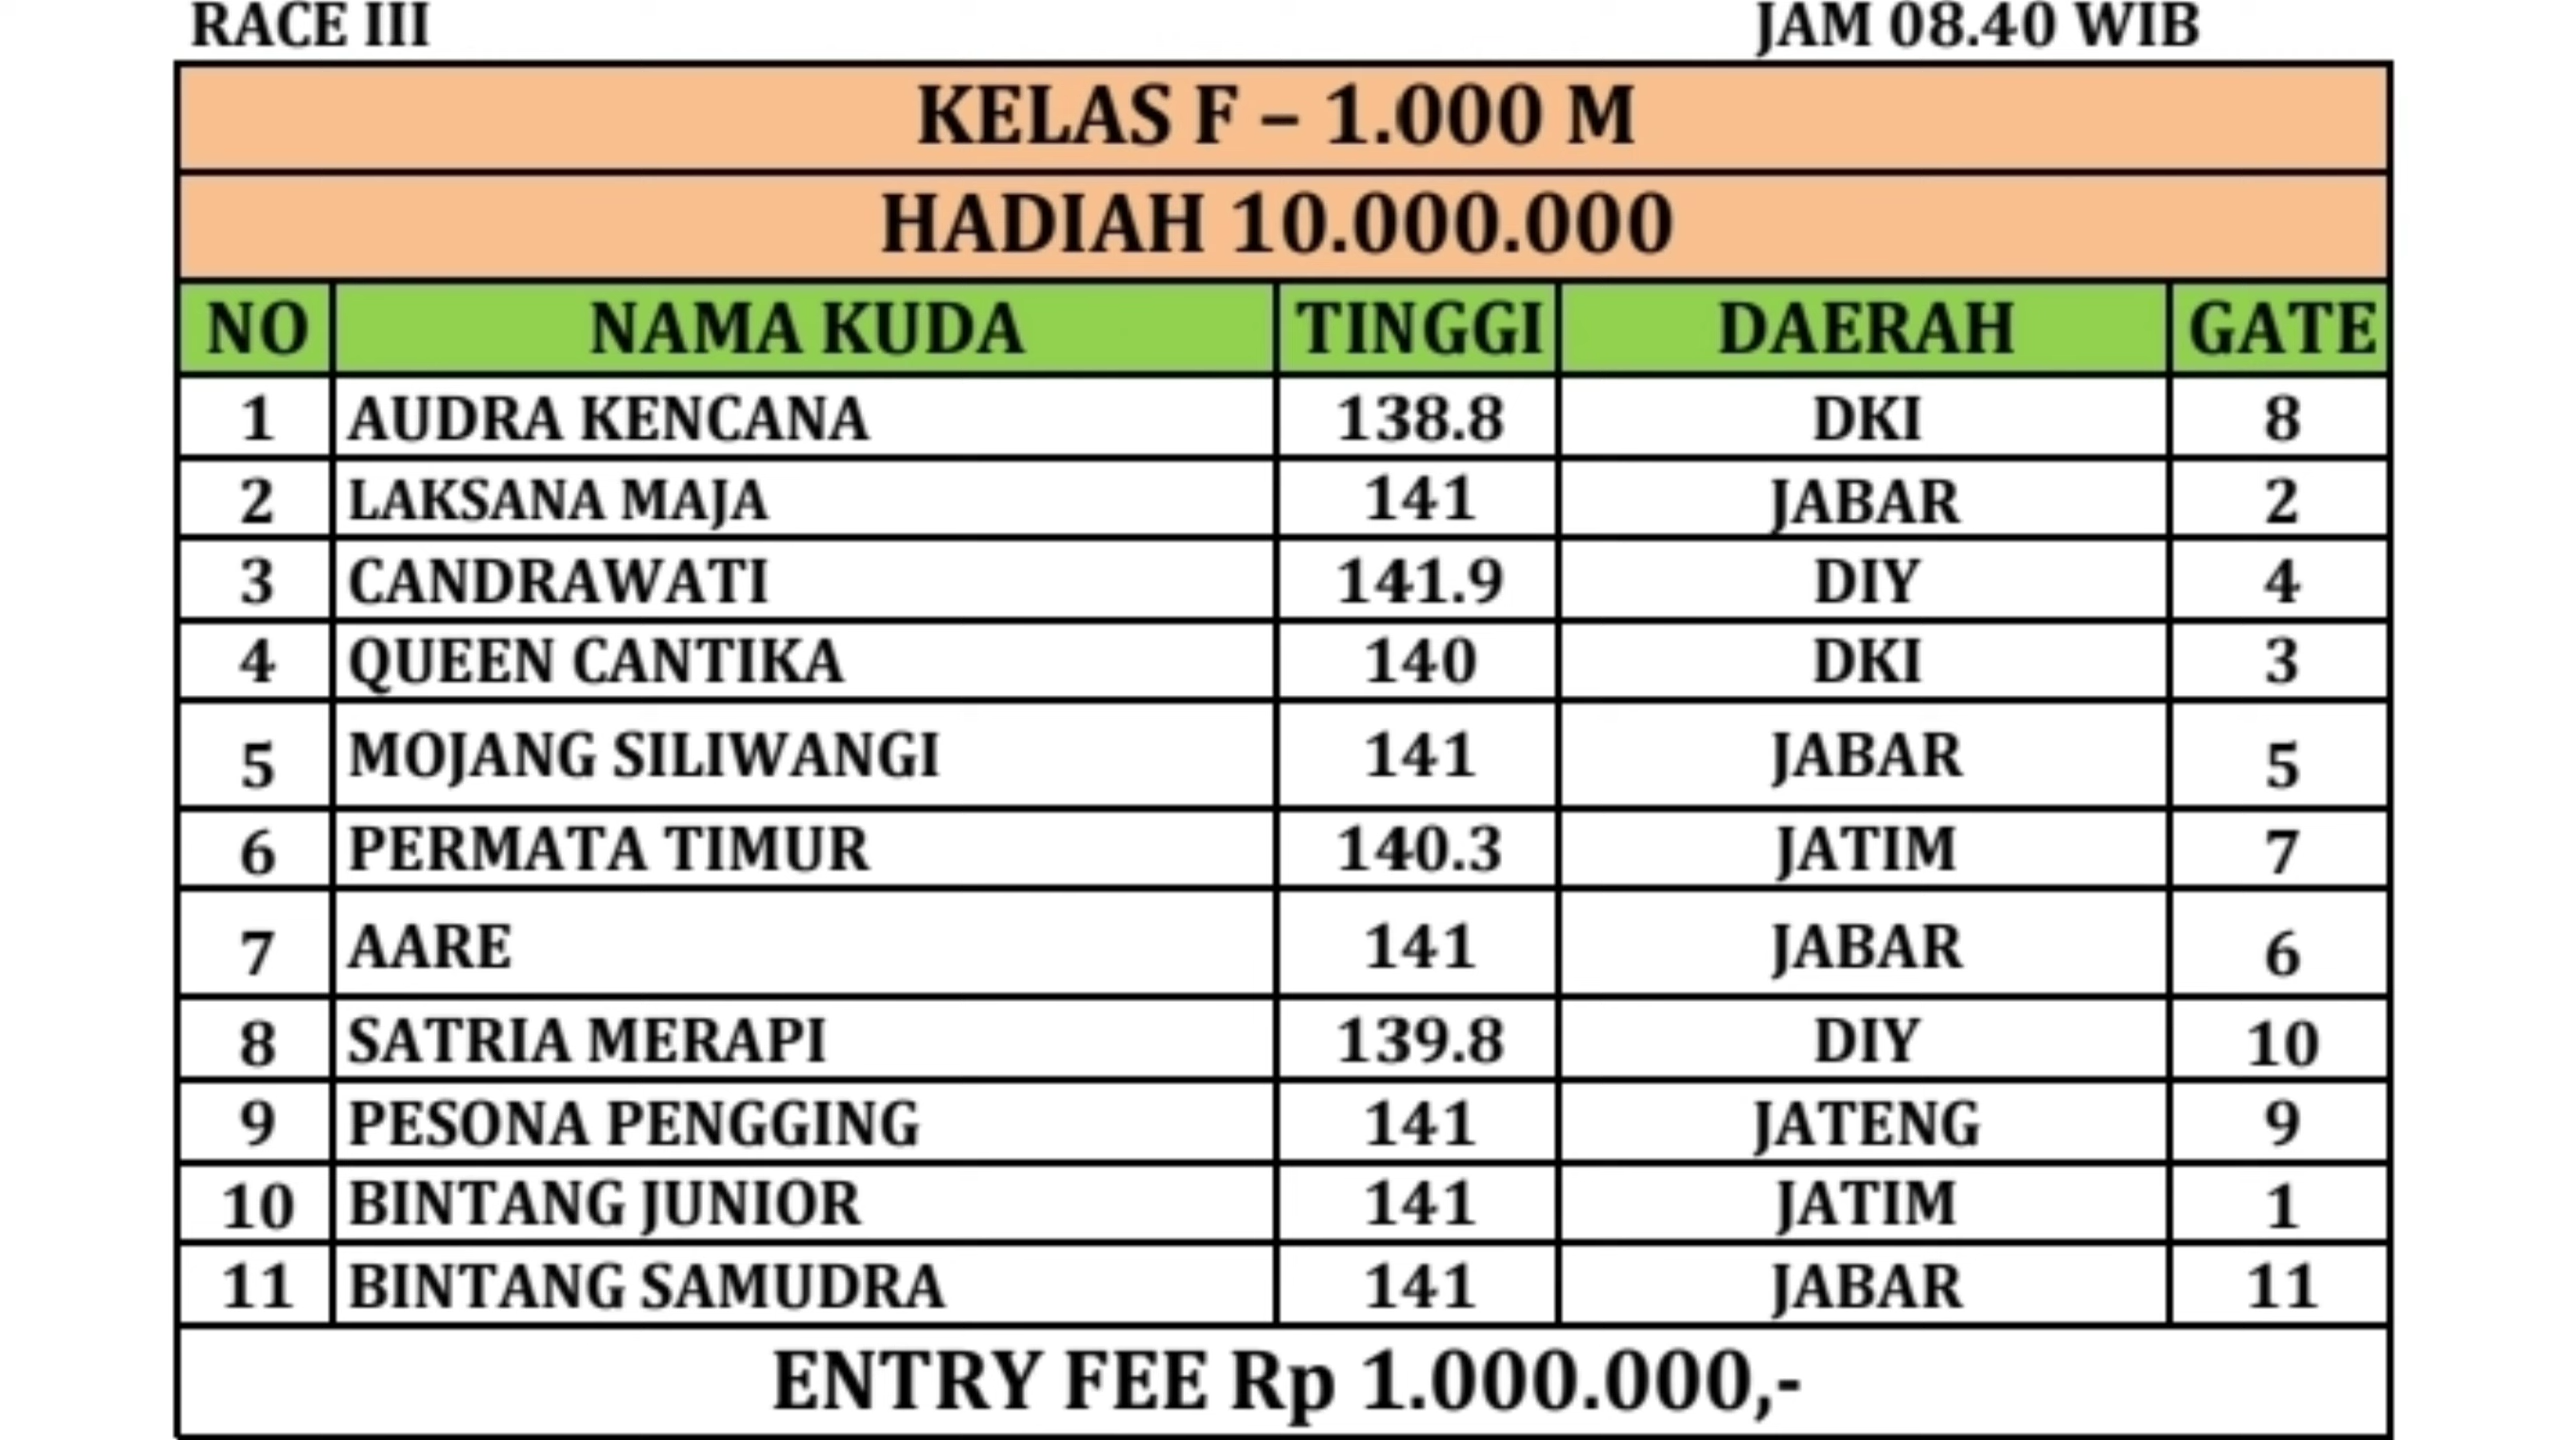 RACE III JAM 08.40 WIB
KELAS F – 1.000 M
HADIAH 10.000.000
NO NAMA KUDA TINGGI DAERAH GATE
1 AUDRA KENCANA 138.8 DKI 8
2 LAKSANA MAJA 141 JABAR 2
3 CANDRAWATI 141.9 DIY 4
4 QUEEN CANTIKA 140 DKI 3
5 MOJANG SILIWANGI 141 JABAR 5
6 PERMATA TIMUR 140.3 JATIM 7
7 AARE 141 JABAR 6
8 SATRIA MERAPI 139.8 DIY 10
9 PESONA PENGGING 141 JATENG 9
10 BINTANG JUNIOR 141 JATIM 1
11 BINTANG SAMUDRA 141 JABAR 11
ENTRY FEE Rp 1.000.000,-